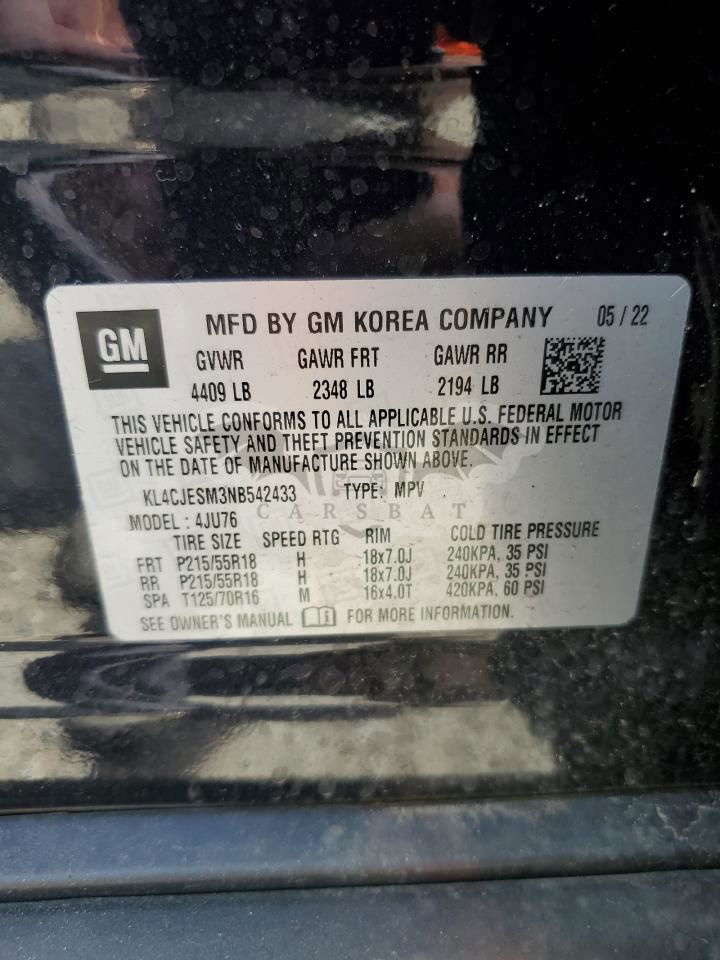 GM
MFD BY GM KOREA COMPANY 05 / 22
GVWR GAWR FRT GAWR RR
4409 LB 2348 LB 2194 LB
THIS VEHICLE CONFORMS TO ALL APPLICABLE U.S. FEDERAL MOTOR
VEHICLE SAFETY AND THEFT PREVENTION STANDARDS IN EFFECT
ON THE DATE OF MANUFACTURE SHOWN ABOVE.
KL4CJESM3NB542433 TYPE: MPV
CARSBAT
MODEL : 4JU76
TIRE SIZE SPEED RTG RIM COLD TIRE PRESSURE
FRT P215/55R18 H 18x7.0J 240KPA, 35 PSI
RR P215/55R18 H 18x7.0J 240KPA, 35 PSI
SPA T125/70R16 M 16x4.0T 420KPA, 60 PSI
SEE OWNER'S MANUAL FOR MORE INFORMATION.